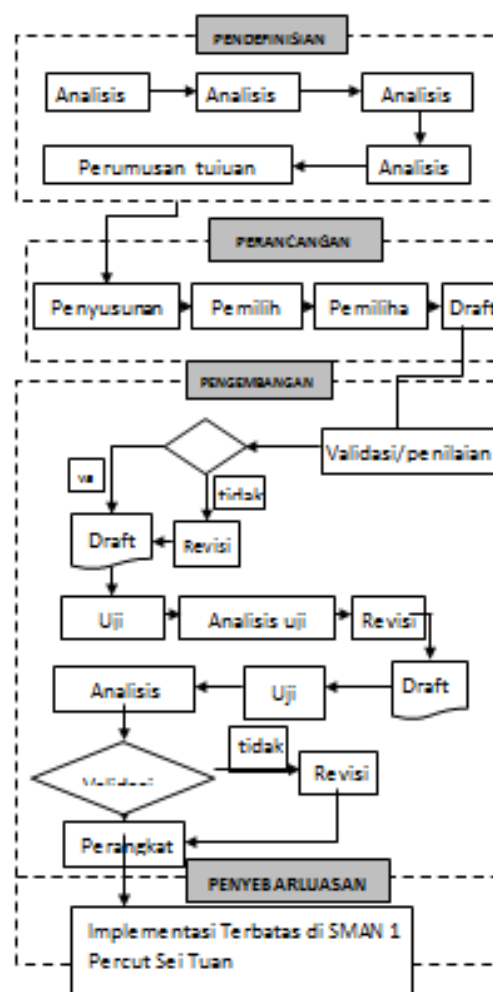 PENDEFINISIAN
Analisis
Analisis
Analisis
Perumusan tujuan
Analisis
PERANCANGAN
Penyusunan
Pemilih
Pemiliha
Draft
PENGEMBANGAN
Validasi/penilaian
ya
tidak
Draft
Revisi
Uji
Analisis uji
Revisi
Analisis
Uji
Draft
tidak
Validasi
Revisi
Perangkat
PENYEBARLUASAN
Implementasi Terbatas di SMAN 1
Percut Sei Tuan